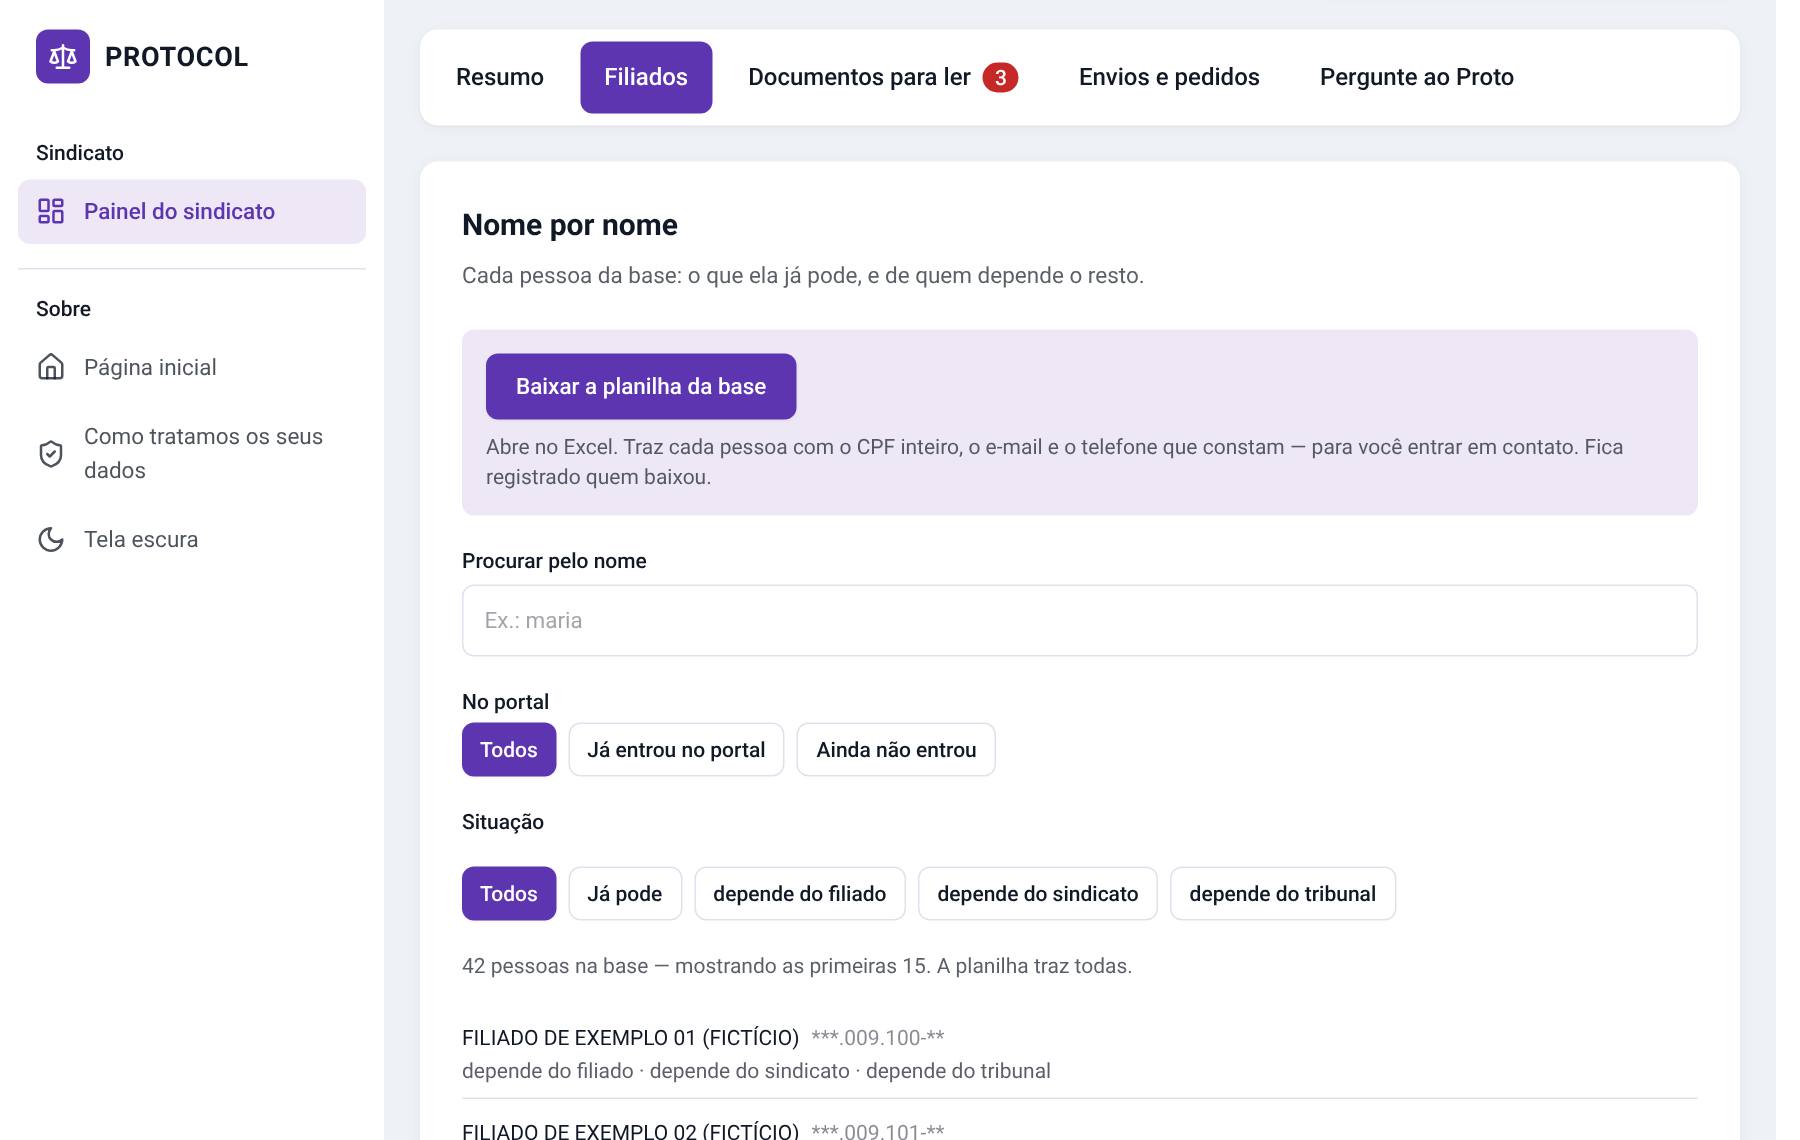 PROTOCOL
Sindicato
Painel do sindicato
Sobre
Página inicial
Como tratamos os seus
dados
Tela escura
Resumo
Filiados
Documentos para ler 3
Envios e pedidos
Pergunte ao Proto
Nome por nome
Cada pessoa da base: o que ela já pode, e de quem depende o resto.
Baixar a planilha da base
Abre no Excel. Traz cada pessoa com o CPF inteiro, o e-mail e o telefone que constam — para você entrar em contato. Fica
registrado quem baixou.
Procurar pelo nome
Ex.: maria
No portal
Todos
Já entrou no portal
Ainda não entrou
Situação
Todos
Já pode
depende do filiado
depende do sindicato
depende do tribunal
42 pessoas na base — mostrando as primeiras 15. A planilha traz todas.
FILIADO DE EXEMPLO 01 (FICTÍCIO) ***.009.100-**
depende do filiado · depende do sindicato · depende do tribunal
FILIADO DE EXEMPLO 02 (FICTÍCIO) ***.009.101-**